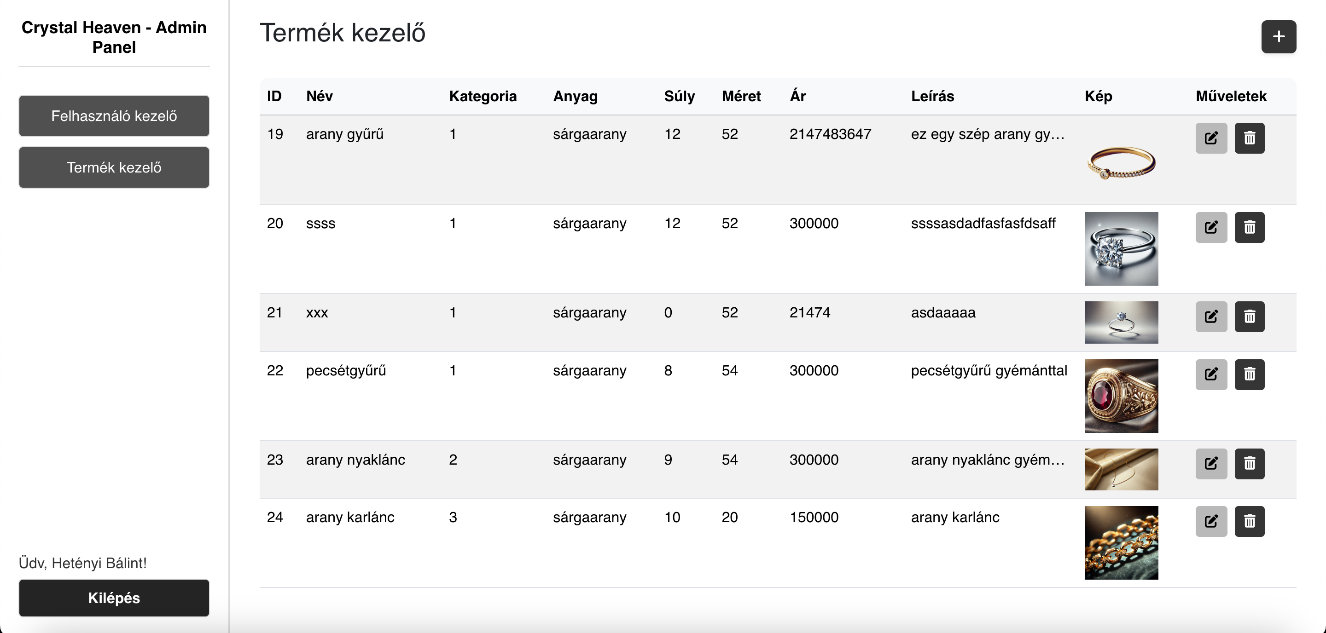 Crystal Heaven - Admin
Panel
Felhasználó kezelő
Termék kezelő
Üdv, Hetényi Bálint!
Kilépés
Termék kezelő
+
ID Név Kategoria Anyag Súly Méret Ár Leírás Kép Műveletek
19 arany gyűrű 1 sárgaarany 12 52 2147483647 ez egy szép arany gy...
20 ssss 1 sárgaarany 12 52 300000 ssssasdadfasfasfdsaff
21 xxx 1 sárgaarany 0 52 21474 asdaaaaa
22 pecsétgyűrű 1 sárgaarany 8 54 300000 pecsétgyűrű gyémánttal
23 arany nyaklánc 2 sárgaarany 9 54 300000 arany nyaklánc gyém...
24 arany karlánc 3 sárgaarany 10 20 150000 arany karlánc